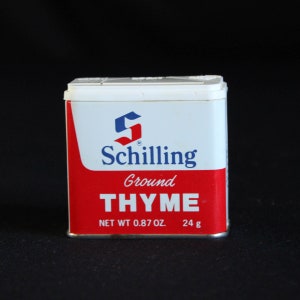 Schilling
Ground
THYME
NET WT 0.87 OZ. 24 g